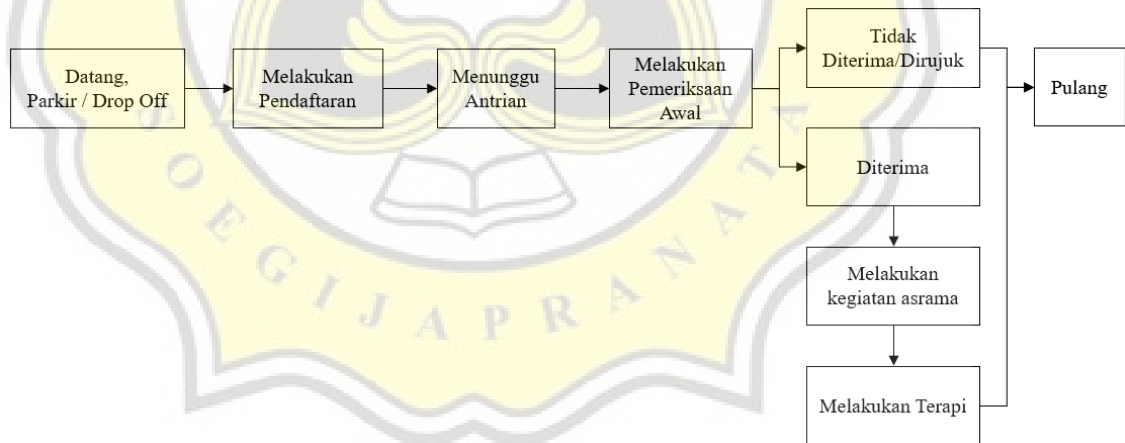 Datang,
Parkir / Drop Off
Melakukan
Pendaftaran
Menunggu
Antrian
Melakukan
Pemeriksaan
Awal
Tidak
Diterima/Dirujuk
Pulang
Diterima
Melakukan
kegiatan asrama
Melakukan Terapi
SOEGIJAPRANATA